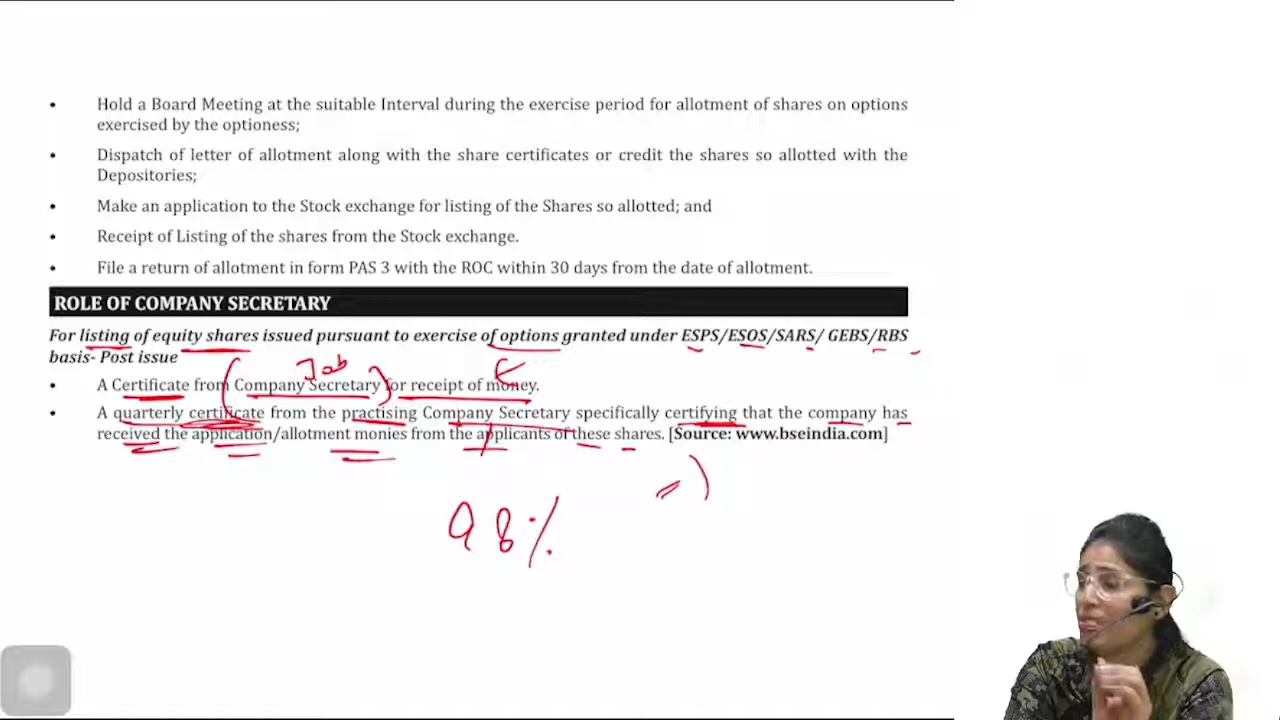 • Hold a Board Meeting at the suitable Interval during the exercise period for allotment of shares on options
exercised by the optioness;
• Dispatch of letter of allotment along with the share certificates or credit the shares so allotted with the
Depositories;
• Make an application to the Stock exchange for listing of the Shares so allotted; and
• Receipt of Listing of the shares from the Stock exchange.
• File a return of allotment in form PAS 3 with the ROC within 30 days from the date of allotment.
ROLE OF COMPANY SECRETARY
For listing of equity shares issued pursuant to exercise of options granted under ESPS/ESOS/SARS/ GEBS/RBS
basis- Post issue
Job
• A Certificate from Company Secretary for receipt of money.
• A quarterly certificate from the practising Company Secretary specifically certifying that the company has
received the application/allotment monies from the applicants of these shares. [Source: www.bseindia.com]
98%